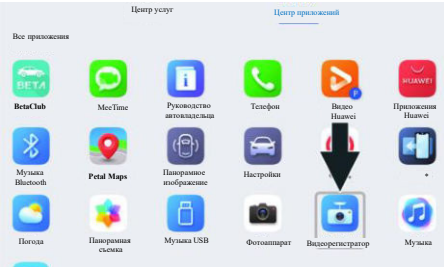 Центр услуг
Центр приложений
Все приложения
BETA
HUAWEI
BetaClub
MeeTime
Руководство
автовладельца
Телефон
Видео
Huawei
Приложения
Huawei
Музыка
Bluetooth
Petal Maps
Панорамное
изображение
Настройки
Погода
Панорамная
съемка
Музыка USB
Фотоаппарат
Видеорегистратор
Музыка